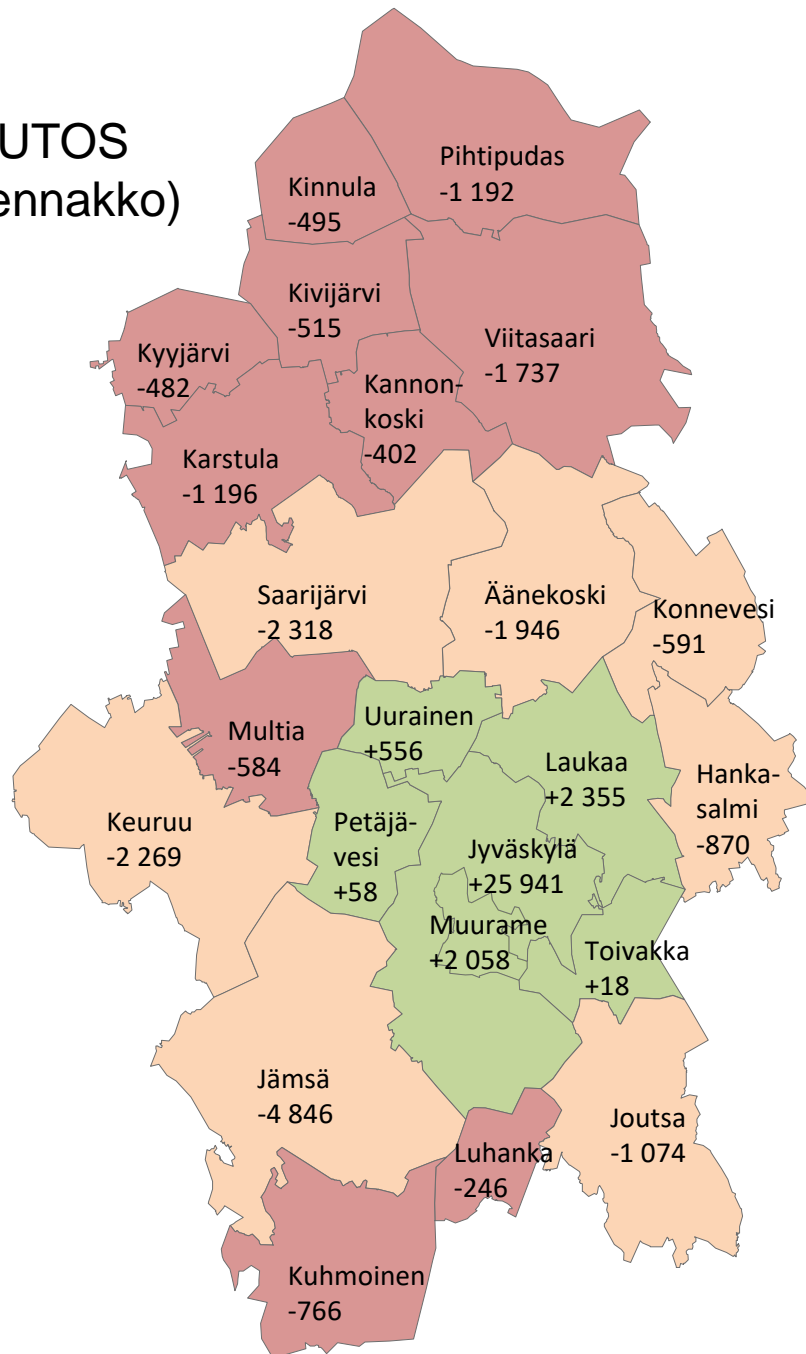 UTOS
ennakko)
Pihtipudas
-1 192
Kinnula
-495
Kivijärvi
-515
Viitasaari
-1 737
Kyyjärvi
-482
Kannon-
koski
-402
Karstula
-1 196
Saarijärvi
-2 318
Äänekoski
-1 946
Konnevesi
-591
Multia
-584
Uurainen
+556
Laukaa
+2 355
Hanka-
salmi
-870
Keuruu
-2 269
Petäjä-
vesi
+58
Jyväskylä
+25 941
Muurame
+2 058
Toivakka
+18
Jämsä
-4 846
Joutsa
-1 074
Luhanka
-246
Kuhmoinen
-766